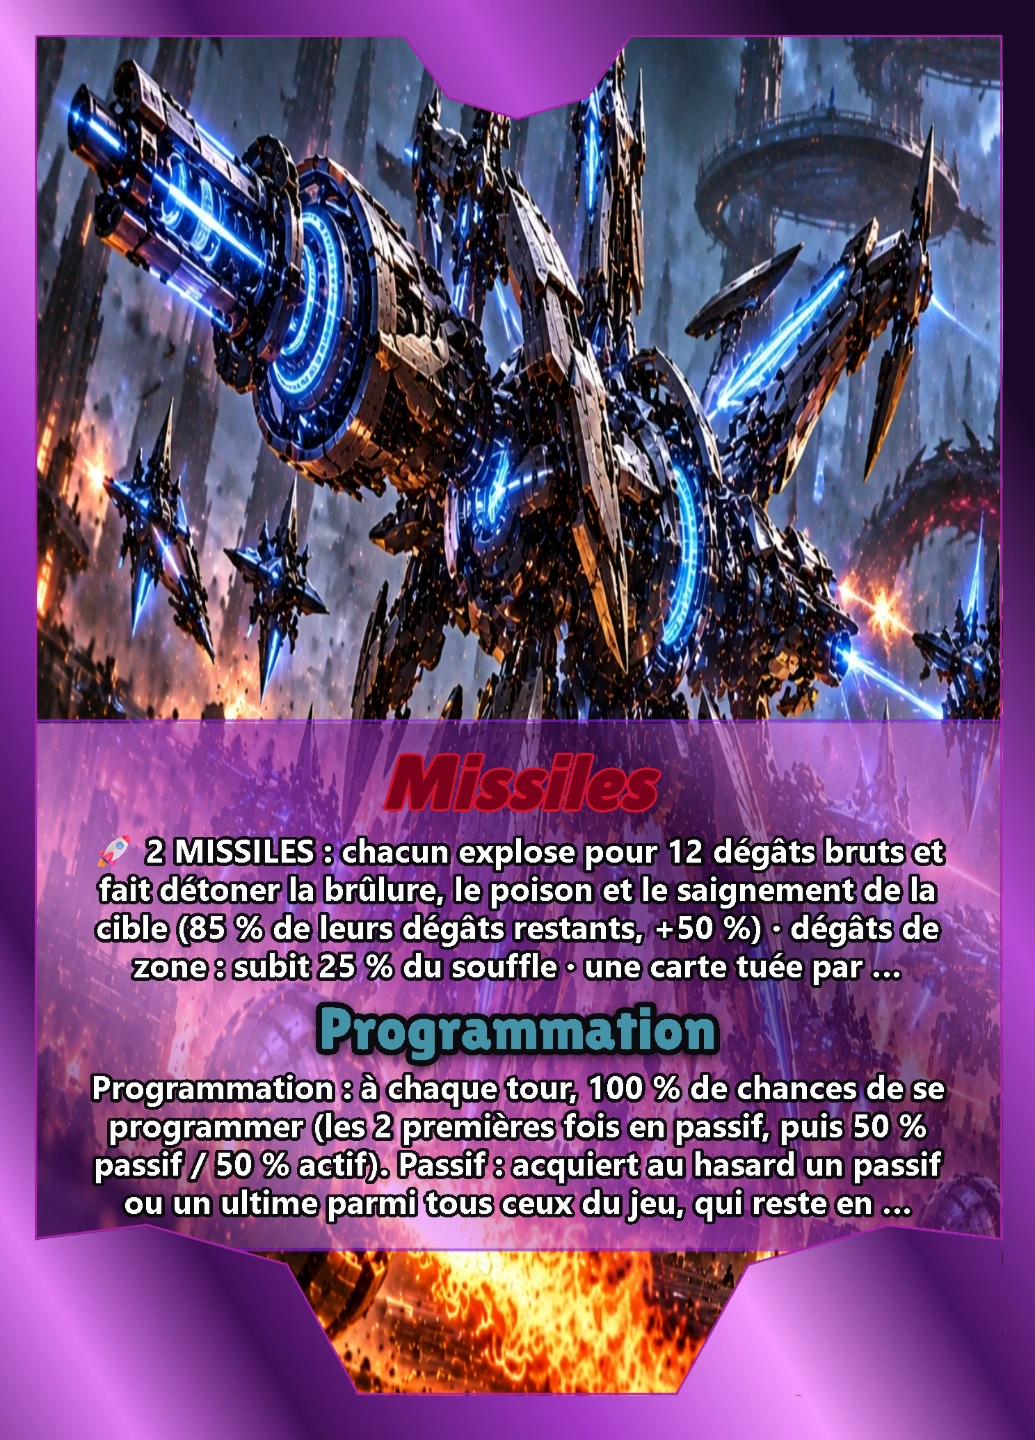 Missiles
🚀 2 MISSILES : chacun explose pour 12 dégâts bruts et
fait détoner la brûlure, le poison et le saignement de la
cible (85 % de leurs dégâts restants, +50 %) · dégâts de
zone : subit 25 % du souffle · une carte tuée par ...
Programmation
Programmation : à chaque tour, 100 % de chances de se
programmer (les 2 premières fois en passif, puis 50 %
passif / 50 % actif). Passif : acquiert au hasard un passif
ou un ultime parmi tous ceux du jeu, qui reste en ...